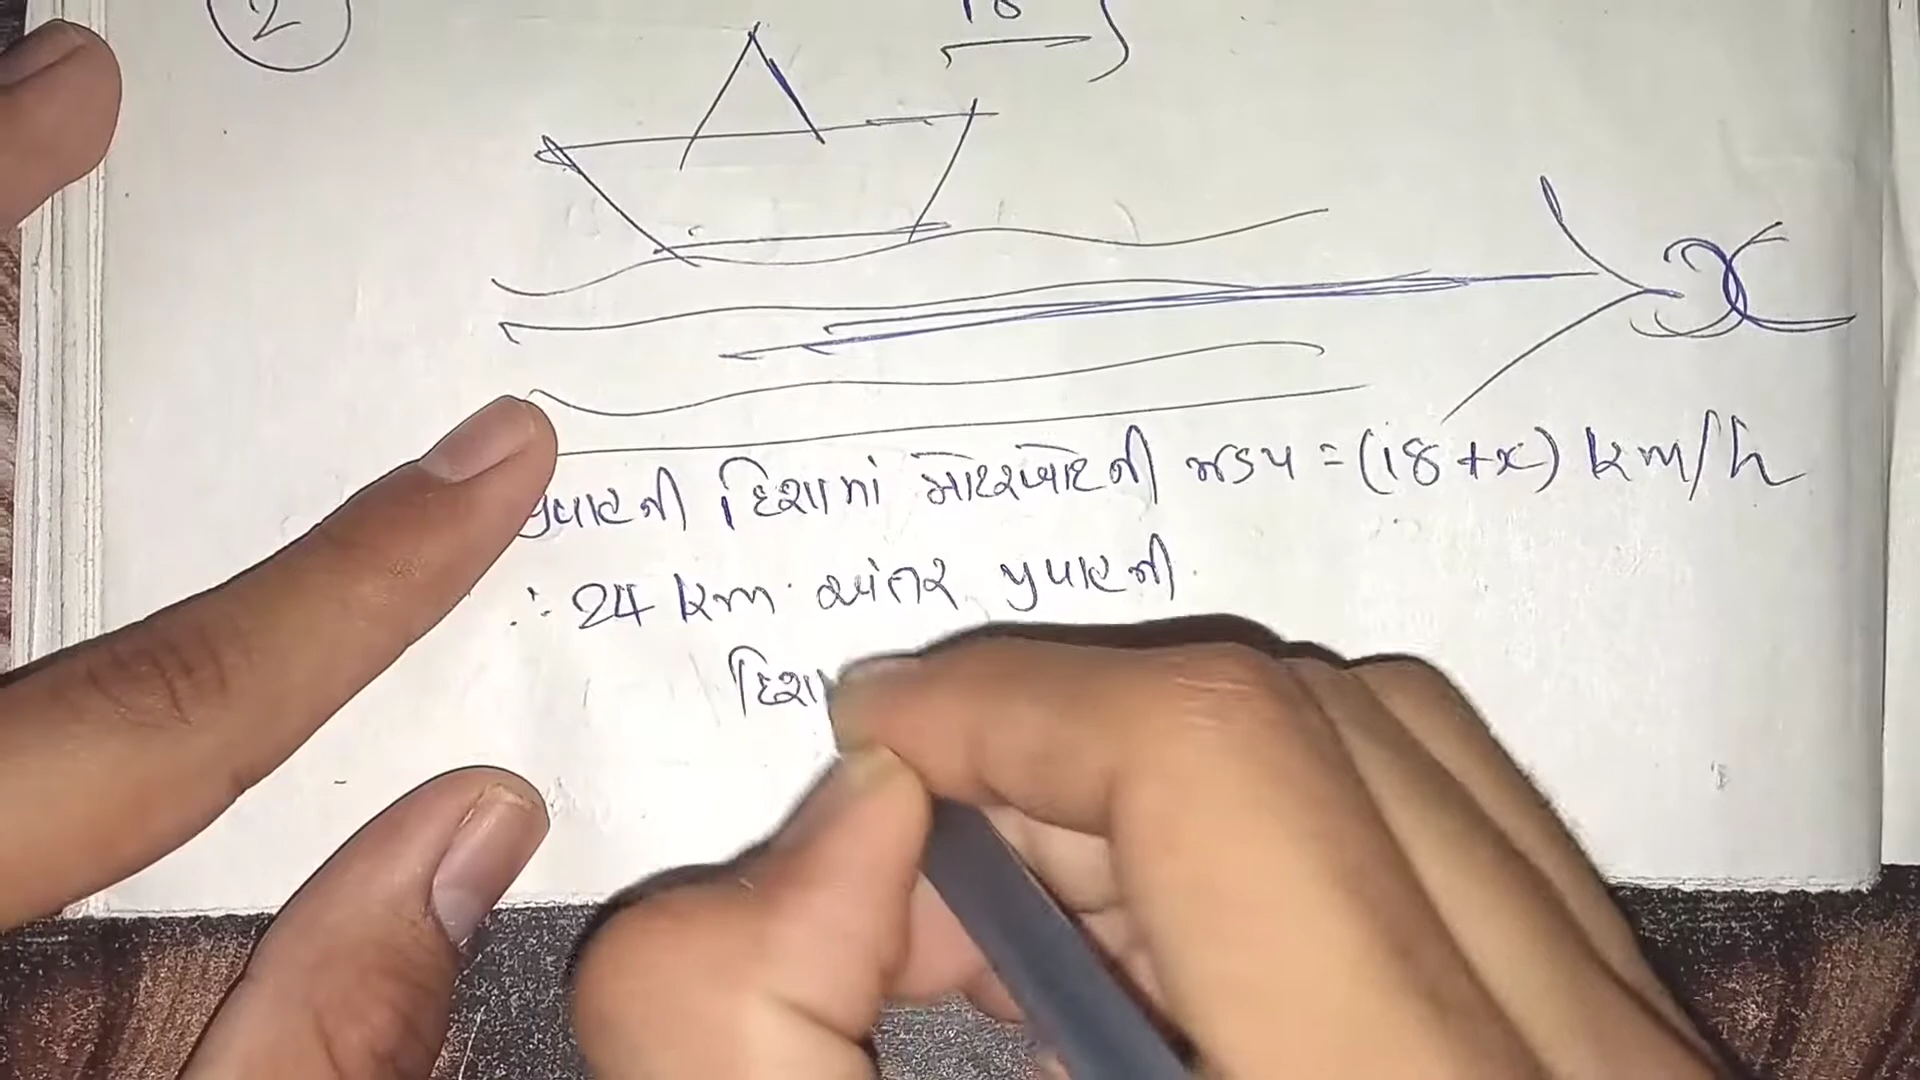 2
18
x
પ્રવાહની દિશામાં મોટરબોટની ઝડપ = (18+x) km/h
∴ 24 km અંતર પ્રવાહની
દિશા